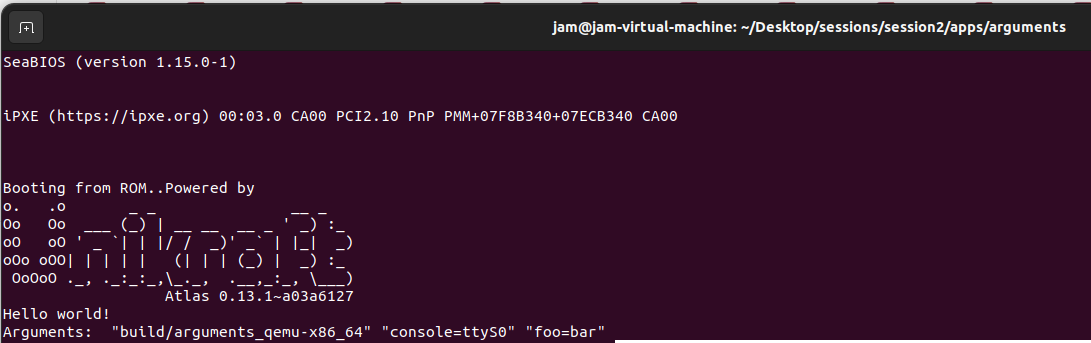 jam@jam-virtual-machine: ~/Desktop/sessions/session2/apps/arguments
SeaBIOS (version 1.15.0-1)
iPXE (https://ipxe.org) 00:03.0 CA00 PCI2.10 PnP PMM+07F8B340+07ECB340 CA00
Booting from ROM..Powered by
o.   .o       _ _               __ _
Oo   Oo  ___ (_) | __ __  __ _ ' _) :_
oO   oO ' _ `| | |/ /  _)' _` | |_|  _)
oOo oOO| | | | |   (| | | (_) |  _) :_
 OoOoO ._, ._:_:_,\_._,  .__,_:_, \___)
                  Atlas 0.13.1~a03a6127
Hello world!
Arguments:  "build/arguments_qemu-x86_64" "console=ttyS0" "foo=bar"